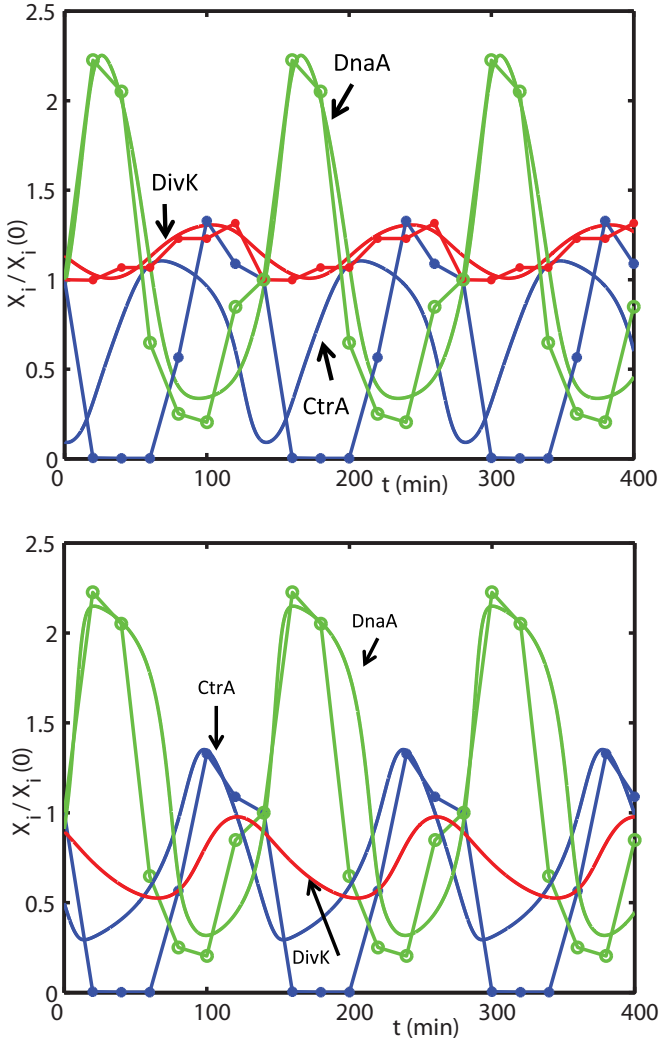 2.5
DnaA
2
DivK
1.5
X_i / X_i (0)
1
0.5
CtrA
0
0 100 200 300 400
t (min)
2.5
2
DnaA
CtrA
1.5
X_i / X_i (0)
1
0.5
DivK
0
0 100 200 300 400
t (min)